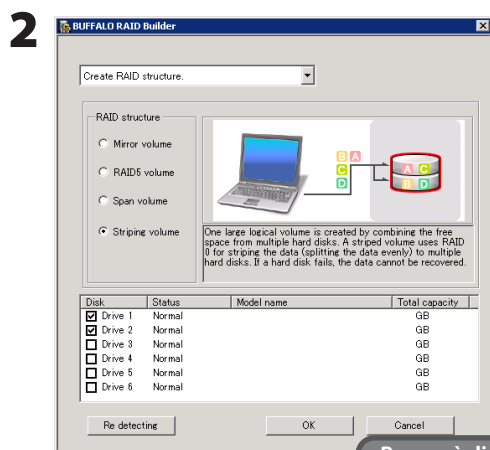 2
BUFFALO RAID Builder
Create RAID structure.
RAID structure
Mirror volume
RAID5 volume
Span volume
Striping volume
B A
C
D
A C
B D
One large logical volume is created by combining the free
space from multiple hard disks. A striped volume uses RAID
0 for striping the data (splitting the data evenly) to multiple
hard disks. If a hard disk fails, the data cannot be recovered.
Disk Status Model name Total capacity
Drive 1 Normal GB
Drive 2 Normal GB
Drive 3 Normal GB
Drive 4 Normal GB
Drive 5 Normal GB
Drive 6 Normal GB
Re detecting OK Cancel